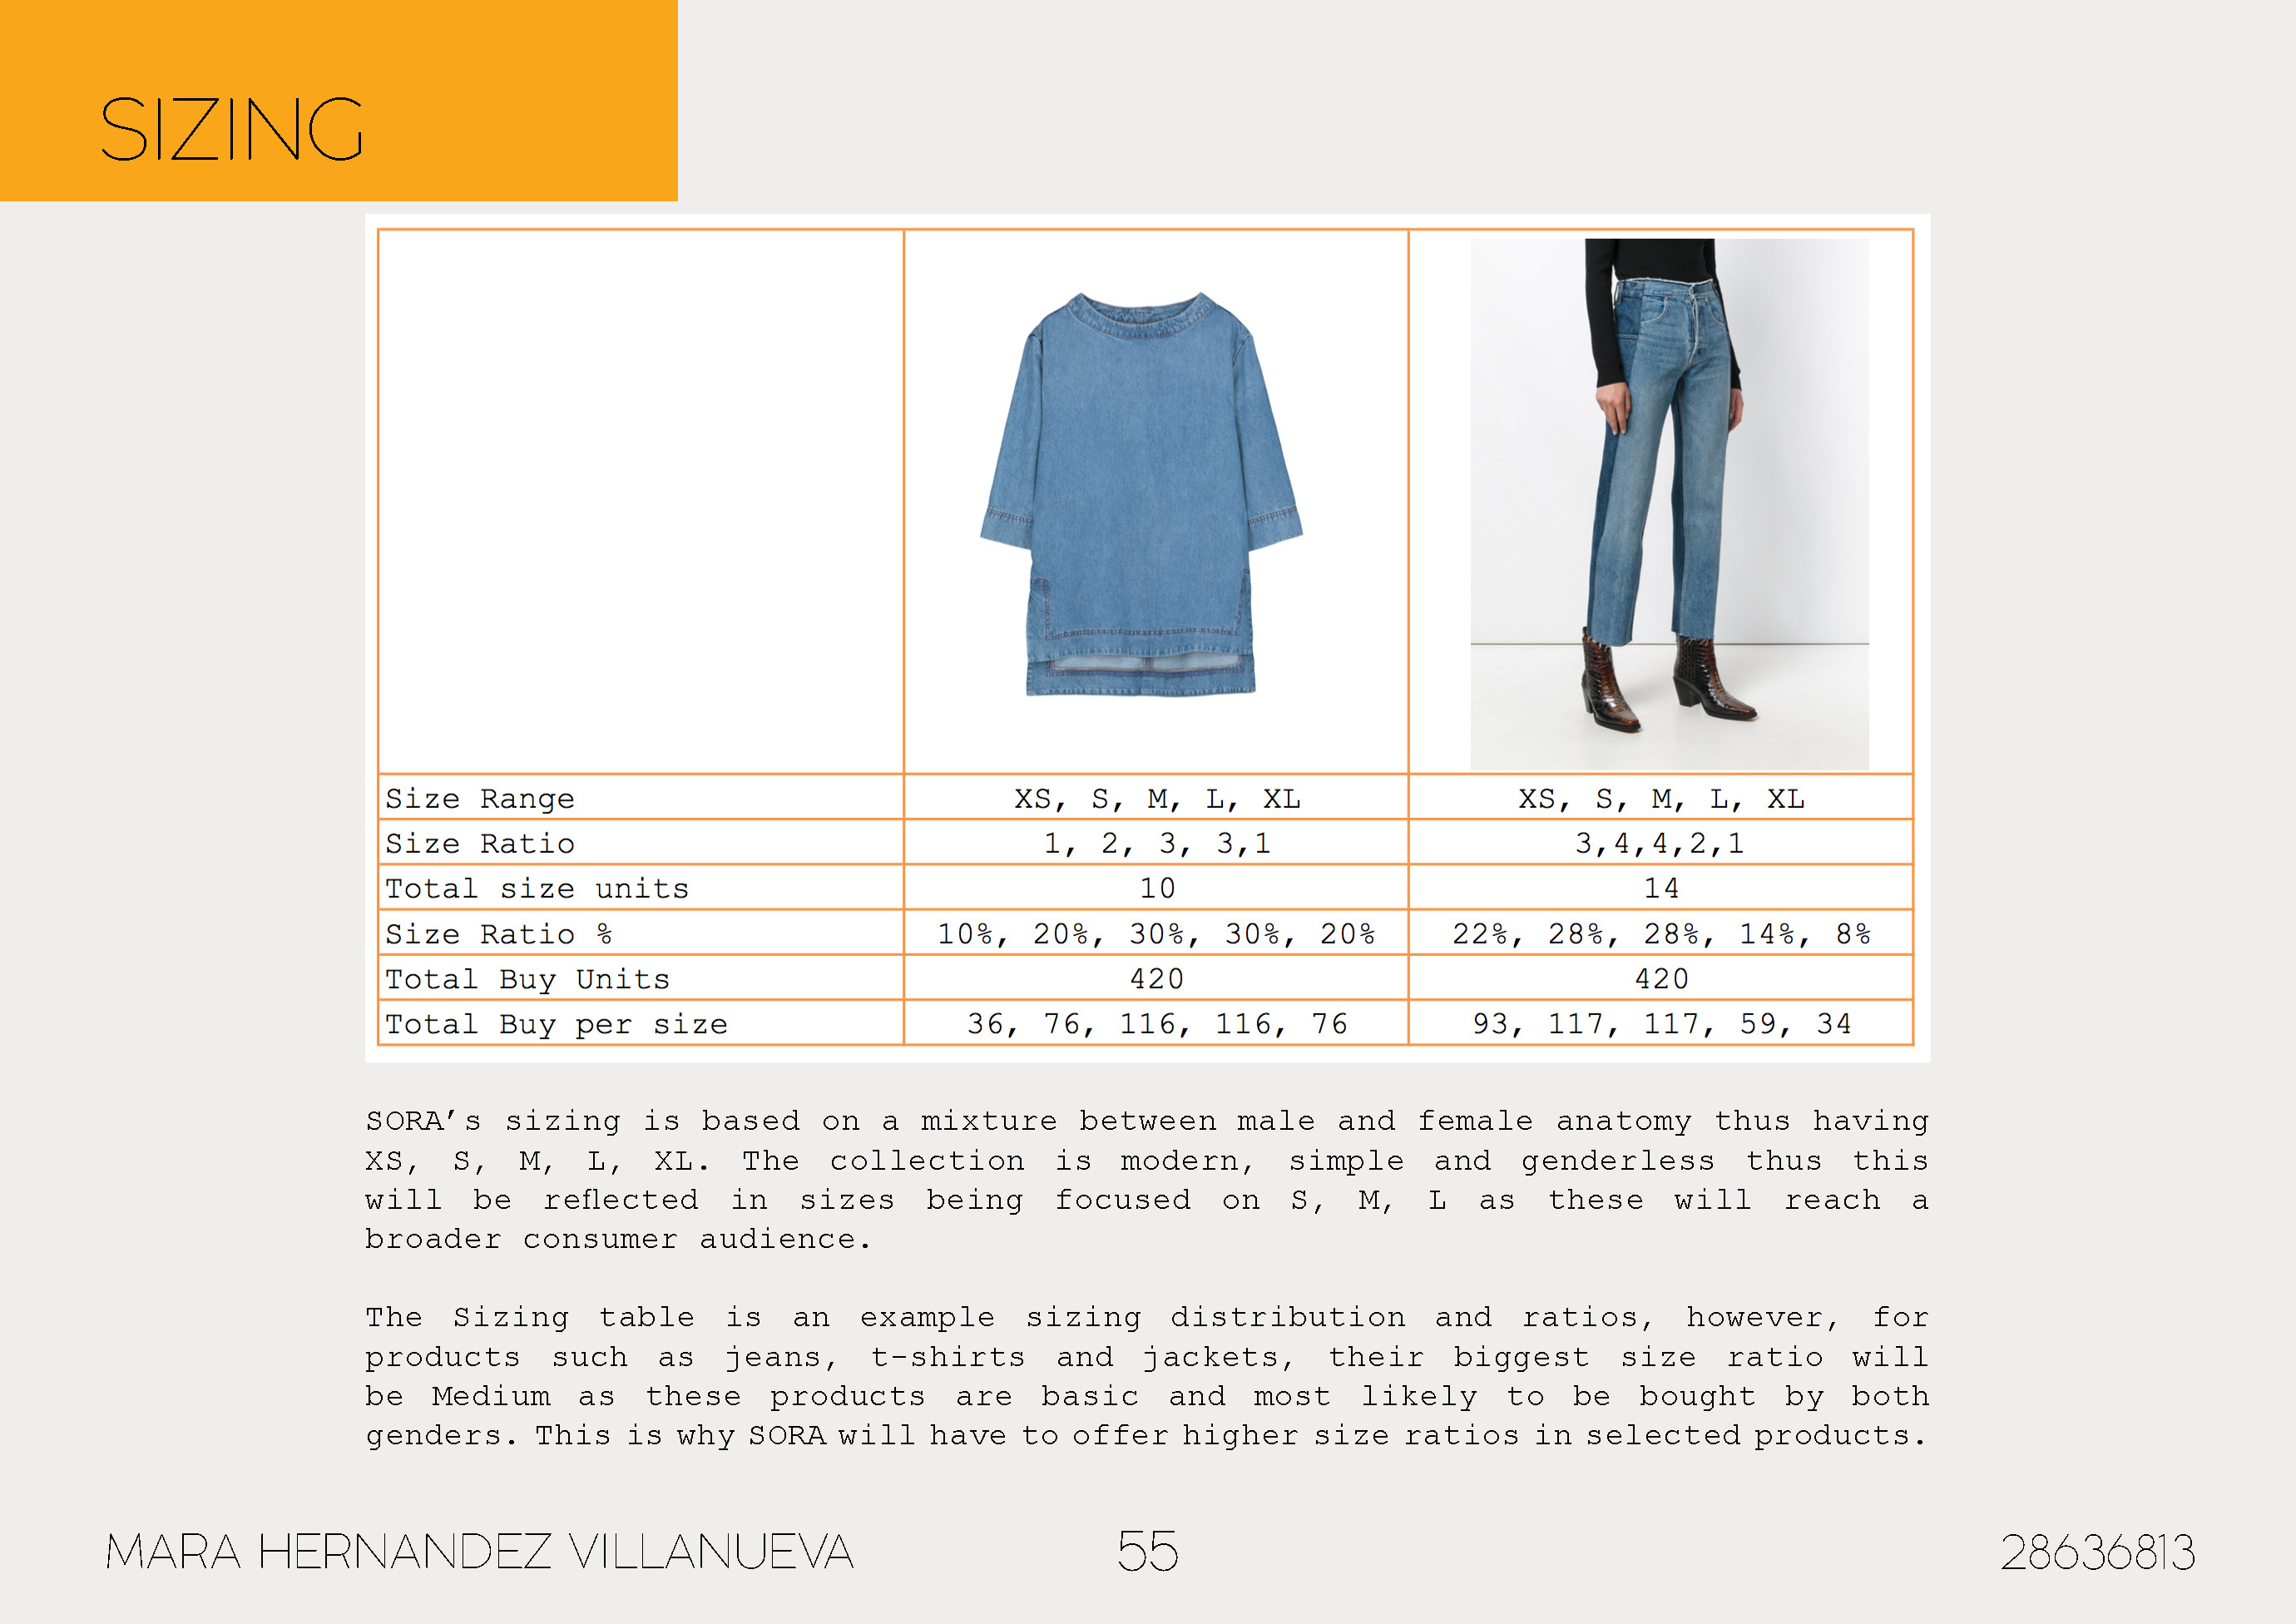 SIZING
Size Range XS, S, M, L, XL XS, S, M, L, XL
Size Ratio 1, 2, 3, 3,1 3,4,4,2,1
Total size units 10 14
Size Ratio % 10%, 20%, 30%, 30%, 20% 22%, 28%, 28%, 14%, 8%
Total Buy Units 420 420
Total Buy per size 36, 76, 116, 116, 76 93, 117, 117, 59, 34
SORA's sizing is based on a mixture between male and female anatomy thus having
XS, S, M, L, XL. The collection is modern, simple and genderless thus this
will be reflected in sizes being focused on S, M, L as these will reach a
broader consumer audience.
The Sizing table is an example sizing distribution and ratios, however, for
products such as jeans, t-shirts and jackets, their biggest size ratio will
be Medium as these products are basic and most likely to be bought by both
genders. This is why SORA will have to offer higher size ratios in selected products.
MARA HERNANDEZ VILLANUEVA 55 28636813